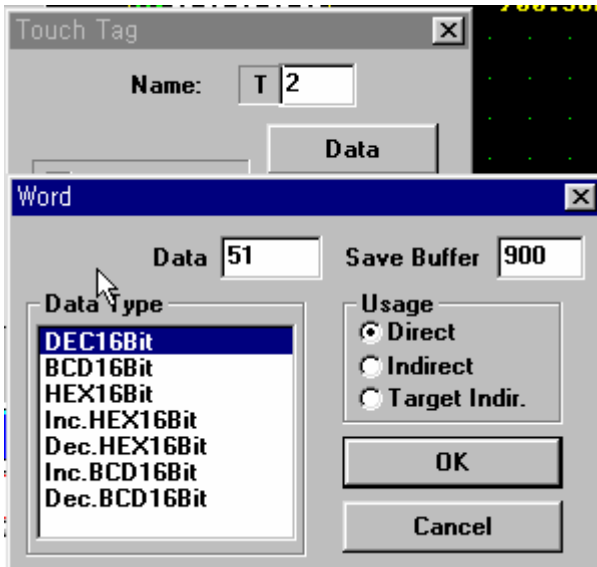 Touch Tag
Name: T 2
Data
Word
Data 51 Save Buffer 900
Data Type
DEC16Bit
BCD16Bit
HEX16Bit
Inc.HEX16Bit
Dec.HEX16Bit
Inc.BCD16Bit
Dec.BCD16Bit
Usage
Direct
Indirect
Target Indir.
OK
Cancel